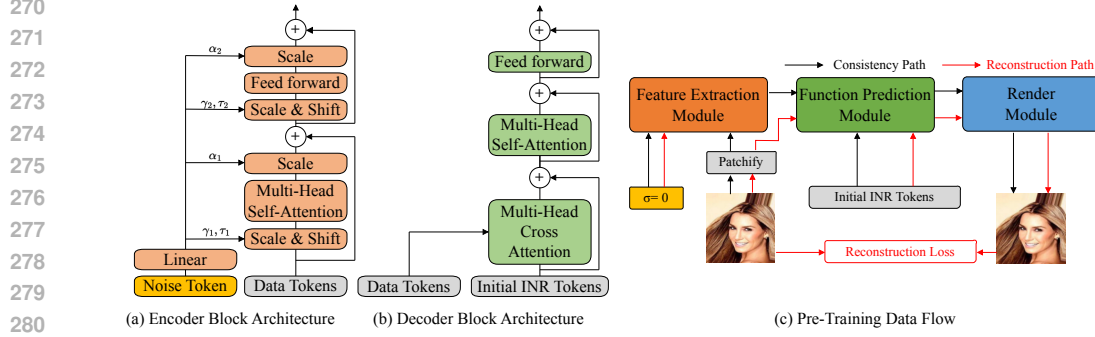 270
271
272
273
274
275
276
277
278
279
280
α₂
Scale
Feed forward
γ₂, τ₂
Scale & Shift
α₁
Scale
Multi-Head
Self-Attention
γ₁, τ₁
Scale & Shift
Linear
Noise Token
Data Tokens
(a) Encoder Block Architecture
Feed forward
Multi-Head
Self-Attention
Multi-Head
Cross
Attention
Data Tokens
Initial INR Tokens
(b) Decoder Block Architecture
Consistency Path
Reconstruction Path
Feature Extraction
Module
Function Prediction
Module
Render
Module
Patchify
σ= 0
Initial INR Tokens
Reconstruction Loss
(c) Pre-Training Data Flow